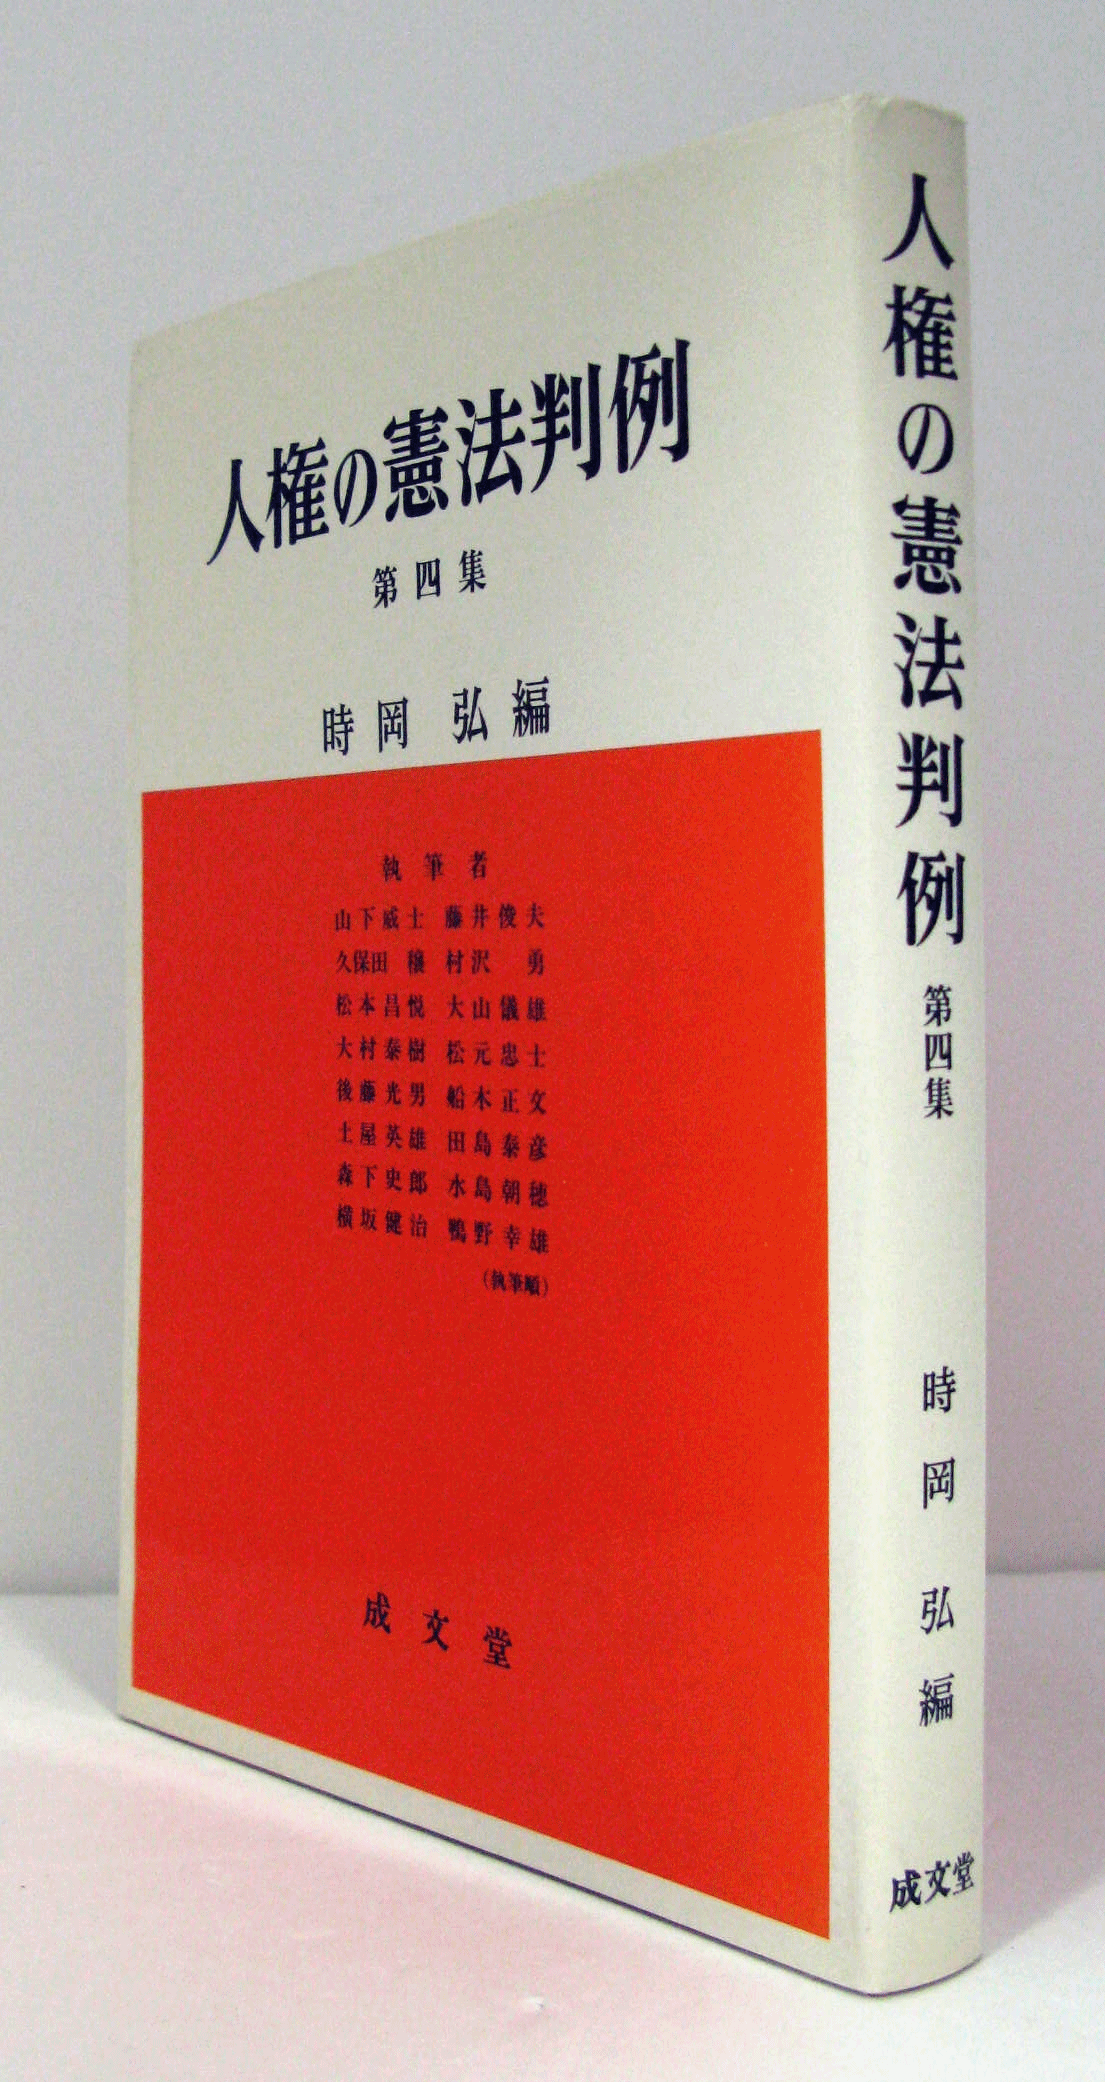 人権の憲法判例
第四集
時岡 弘編
執筆者
山下威士 藤井俊夫
久保田 穣 村沢 勇
松本昌悦 大山儀雄
大村泰樹 松元忠士
後藤光男 船木正文
土屋英雄 田島泰彦
森下史郎 水島朝穂
横坂健治 鴨野幸雄
(執筆順)
成文堂
人権の憲法判例 第四集 時岡 弘編 成文堂